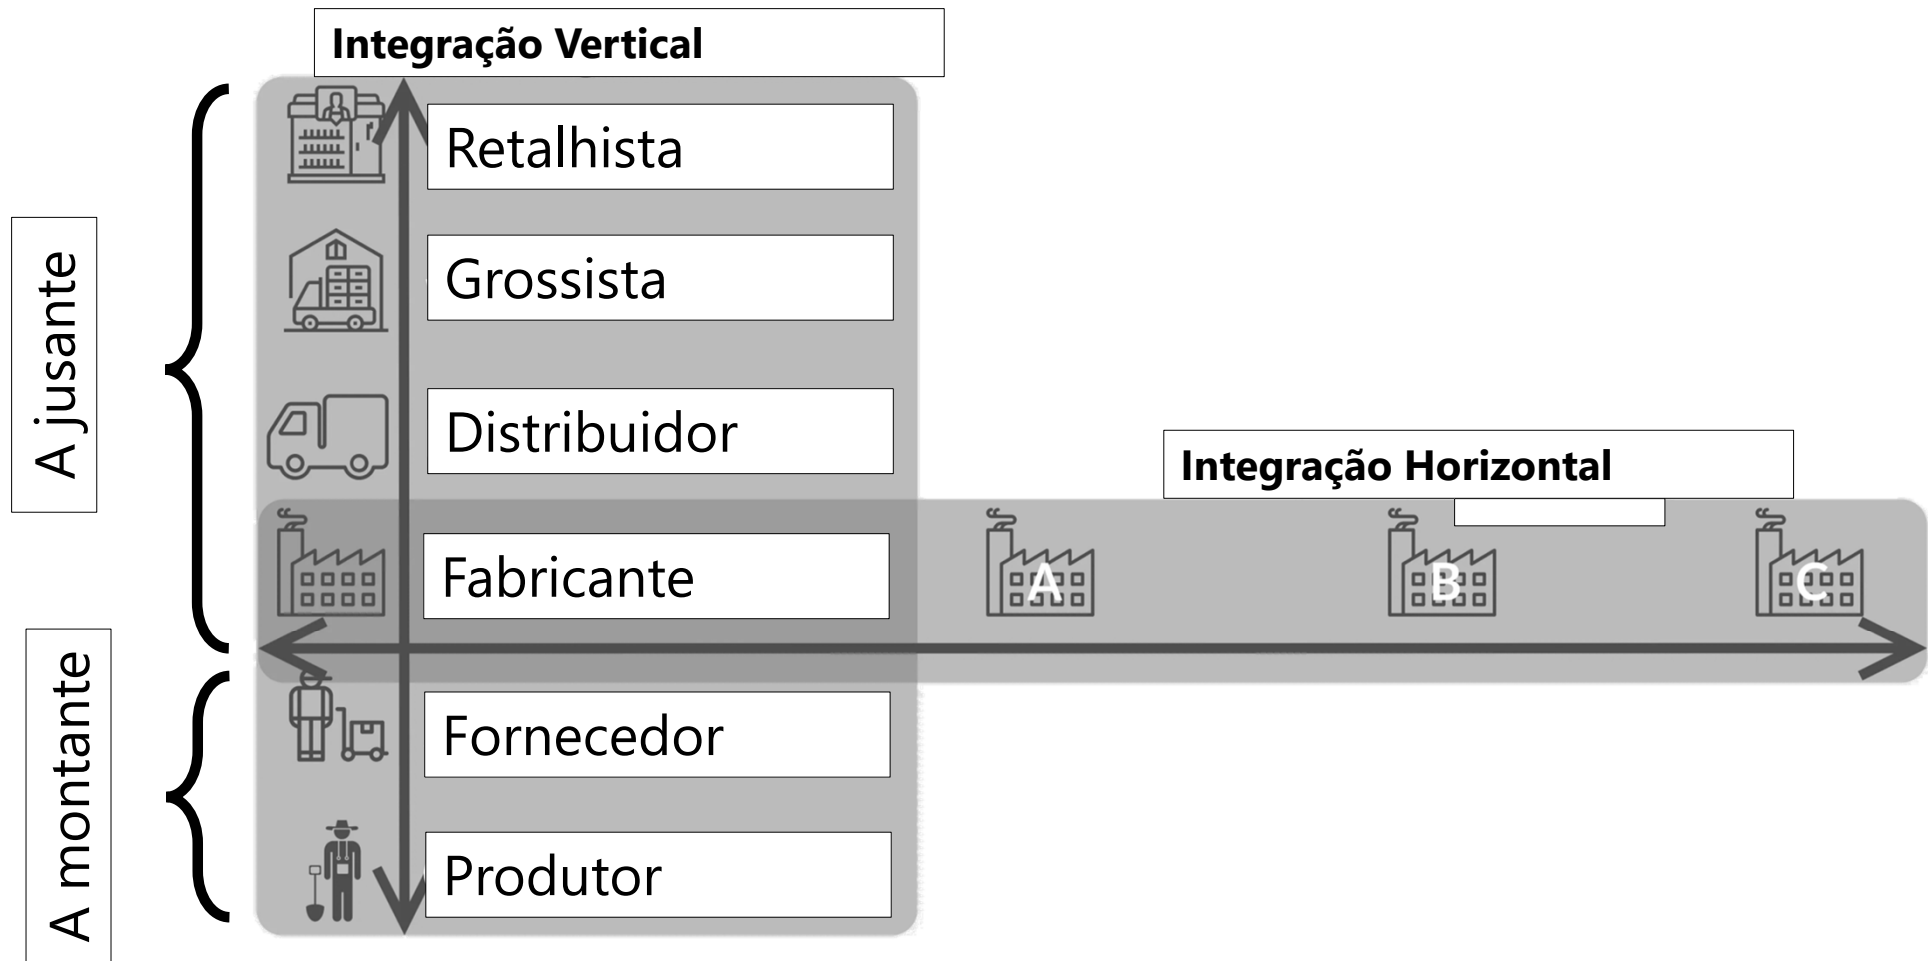 Integração Vertical
Retalhista
Grossista
A jusante
Distribuidor
Integração Horizontal
Fabricante
A
B
C
A montante
Fornecedor
Produtor